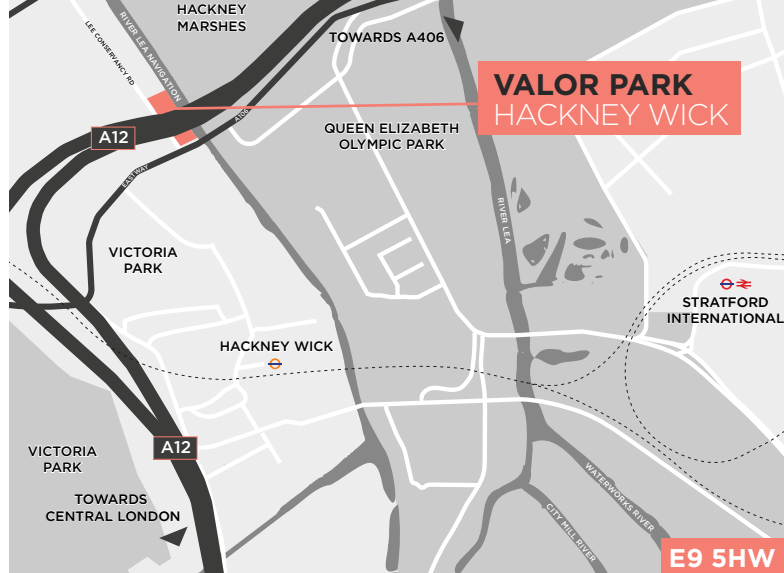 HACKNEY
MARSHES
RIVER LEA NAVIGATION
LEE CONSERVANCY RD
TOWARDS A406
VALOR PARK
HACKNEY WICK
A12
A106
QUEEN ELIZABETH
OLYMPIC PARK
EASTWAY
RIVER LEA
VICTORIA
PARK
STRATFORD
INTERNATIONAL
HACKNEY WICK
A12
VICTORIA
PARK
TOWARDS
CENTRAL LONDON
WATERWORKS RIVER
CITY MILL RIVER
E9 5HW